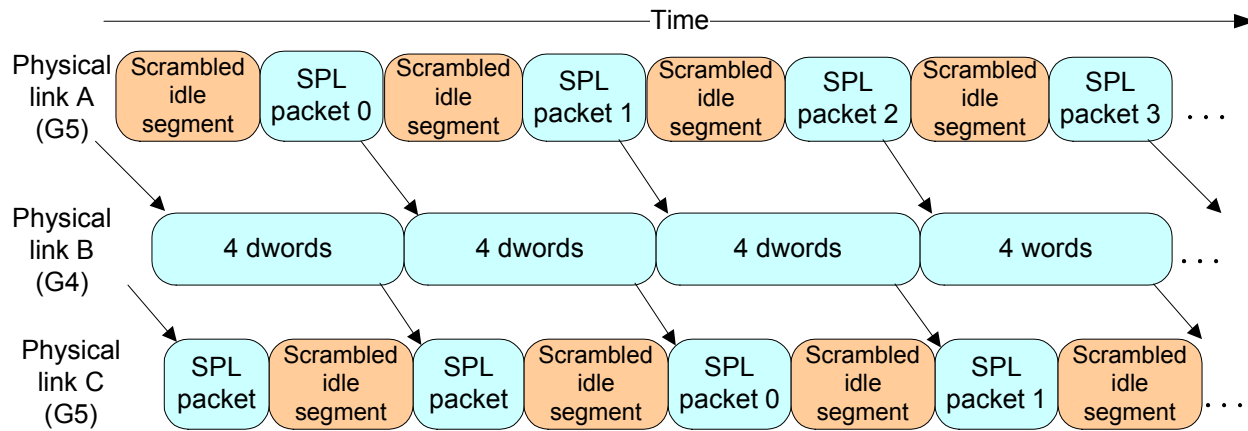 Time
Physical
link A
(G5)
Scrambled
idle
segment
SPL
packet 0
Scrambled
idle
segment
SPL
packet 1
Scrambled
idle
segment
SPL
packet 2
Scrambled
idle
segment
SPL
packet 3
. . .
Physical
link B
(G4)
4 dwords
4 dwords
4 dwords
4 words
. . .
Physical
link C
(G5)
SPL
packet
Scrambled
idle
segment
SPL
packet
Scrambled
idle
segment
SPL
packet 0
Scrambled
idle
segment
SPL
packet 1
Scrambled
idle
segment
. . .